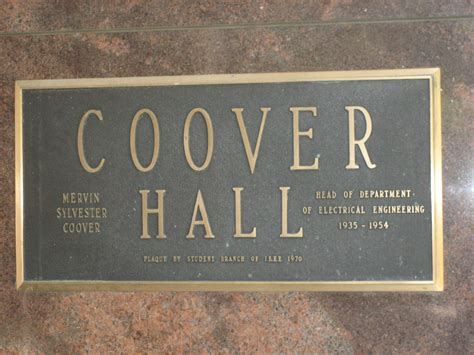 COOVER
HALL
MERVIN
SYLVESTER
COOVER
HEAD OF DEPARTMENT
OF ELECTRICAL ENGINEERING
1935 - 1954
PLAQUE BY STUDENT BRANCH OF I.E.E.E. 1970